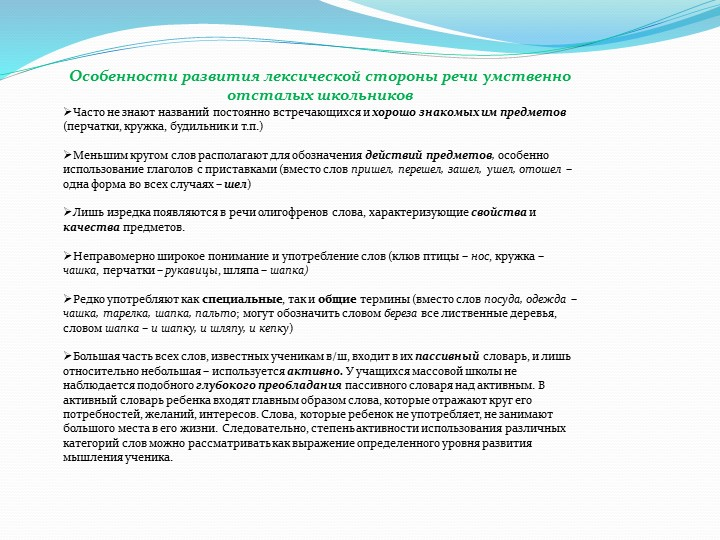 Особенности развития лексической стороны речи умственно
отсталых школьников
➢Часто не знают названий постоянно встречающихся и хорошо знакомых им предметов
(перчатки, кружка, будильник и т.п.)
➢Меньшим кругом слов располагают для обозначения действий предметов, особенно
использование глаголов с приставками (вместо слов пришел, перешел, зашел, ушел, отошел –
одна форма во всех случаях – шел)
➢Лишь изредка появляются в речи олигофренов слова, характеризующие свойства и
качества предметов.
➢Неправомерно широкое понимание и употребление слов (клюв птицы – нос, кружка –
чашка, перчатки – рукавицы, шляпа – шапка)
➢Редко употребляют как специальные, так и общие термины (вместо слов посуда, одежда –
чашка, тарелка, шапка, пальто; могут обозначить словом береза все лиственные деревья,
словом шапка – и шапку, и шляпу, и кепку)
➢Большая часть всех слов, известных ученикам в/ш, входит в их пассивный словарь, и лишь
относительно небольшая – используется активно. У учащихся массовой школы не
наблюдается подобного глубокого преобладания пассивного словаря над активным. В
активный словарь ребенка входят главным образом слова, которые отражают круг его
потребностей, желаний, интересов. Слова, которые ребенок не употребляет, не занимают
большого места в его жизни. Следовательно, степень активности использования различных
категорий слов можно рассматривать как выражение определенного уровня развития
мышления ученика.